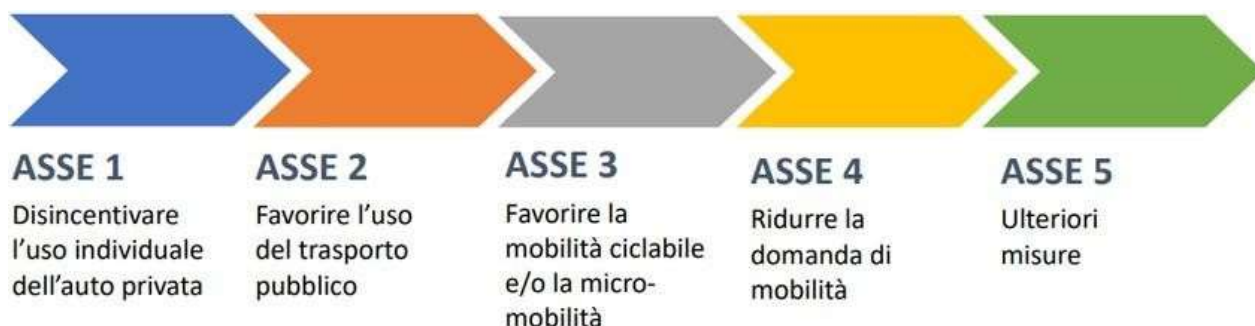 ASSE 1
Disincentivare
l'uso individuale
dell'auto privata
ASSE 2
Favorire l'uso
del trasporto
pubblico
ASSE 3
Favorire la
mobilità ciclabile
e/o la micro-
mobilità
ASSE 4
Ridurre la
domanda di
mobilità
ASSE 5
Ulteriori
misure